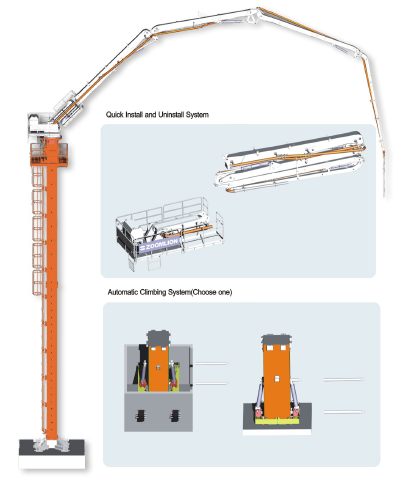 Quick Install and Uninstall System
ZOOMLION
Automatic Climbing System(Choose one)